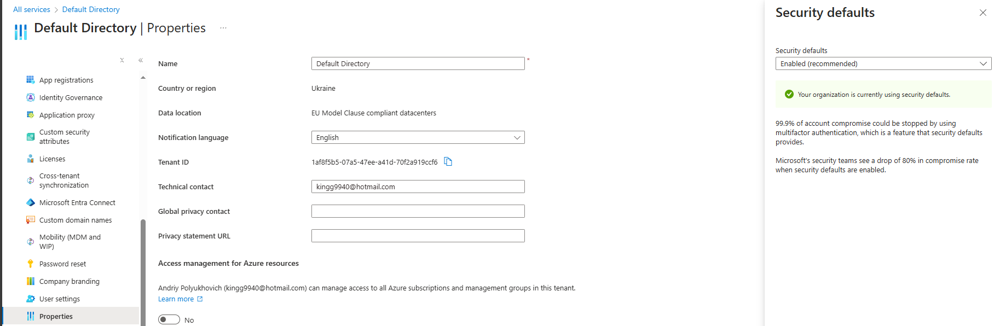 All services > Default Directory
Default Directory | Properties ...
App registrations
Identity Governance
Application proxy
Custom security
attributes
Licenses
Cross-tenant
synchronization
Microsoft Entra Connect
Custom domain names
Mobility (MDM and
WIP)
Password reset
Company branding
User settings
Properties
Name
Default Directory
*
Country or region
Ukraine
Data location
EU Model Clause compliant datacenters
Notification language
English
Tenant ID
1af8f5b5-07a5-47ee-a41d-70f2a919ccf6
Technical contact
kingg9940@hotmail.com
Global privacy contact
Privacy statement URL
Access management for Azure resources
Andriy Polyukhovich (kingg9940@hotmail.com) can manage access to all Azure subscriptions and management groups in this tenant.
Learn more
No
Security defaults
Security defaults
Enabled (recommended)
Your organization is currently using security defaults.
99.9% of account compromise could be stopped by using
multifactor authentication, which is a feature that security defaults
provides.
Microsoft's security teams see a drop of 80% in compromise rate
when security defaults are enabled.